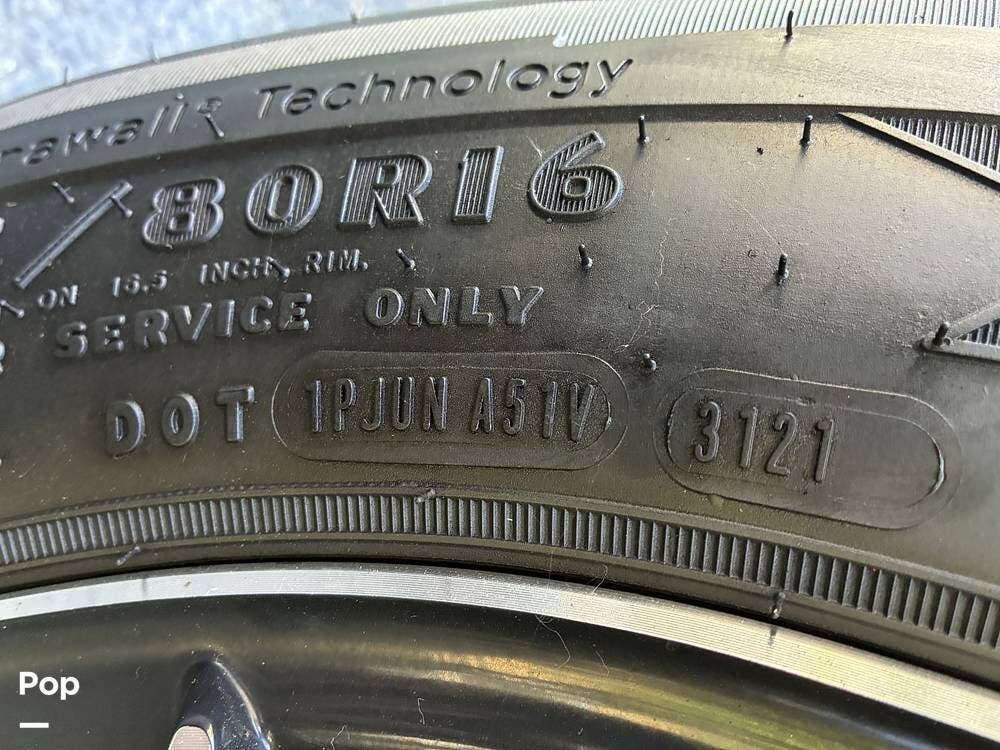 Technology
/80R16
ON 16.5 INCH RIM.
SERVICE ONLY
DOT 1PJUN A51V 3121
Pop